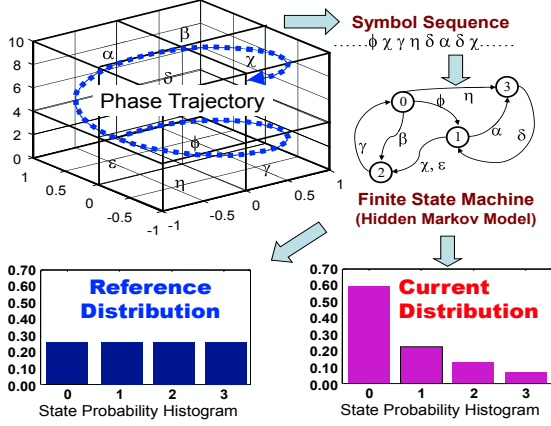 10
8
6
4
2
0
1
0.5
0
-0.5
-1
-1
-0.5
0
0.5
1
α
β
χ
δ
Phase Trajectory
ϕ
ε
η
γ
Symbol Sequence
......ϕ χ γ η δ α δ χ......
0
1
2
3
η
ϕ
β
γ
α
δ
χ, ε
Finite State Machine
(Hidden Markov Model)
0.70
0.60
0.50
0.40
0.30
0.20
0.10
0.00
Reference
Distribution
0 1 2 3
State Probability Histogram
0.70
0.60
0.50
0.40
0.30
0.20
0.10
0.00
Current
Distribution
0 1 2 3
State Probability Histogram